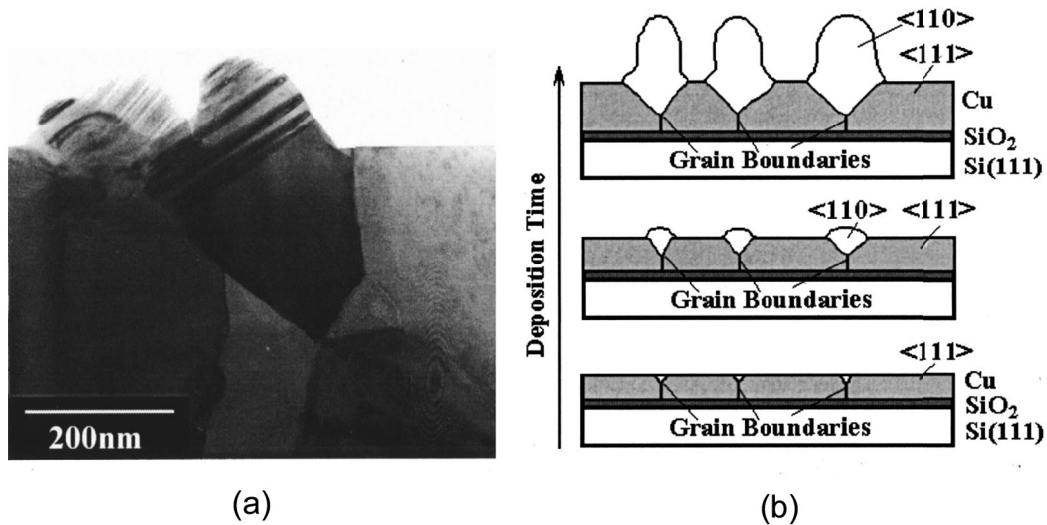 200nm
(a)
Deposition Time
<110>
<111>
Cu
SiO2
Si(111)
Grain Boundaries
<110>
<111>
Grain Boundaries
<111>
Cu
SiO2
Si(111)
Grain Boundaries
(b)